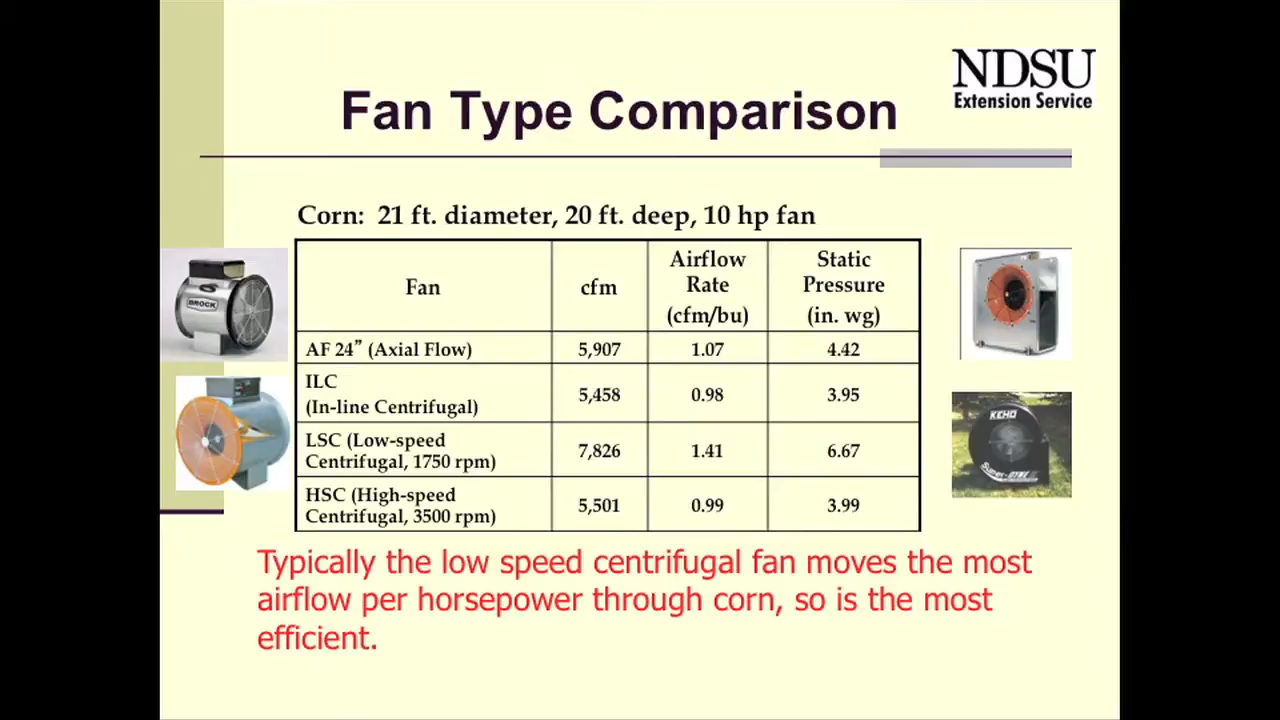 NDSU
Extension Service
Fan Type Comparison
Corn: 21 ft. diameter, 20 ft. deep, 10 hp fan
Fan
cfm
Airflow
Rate
(cfm/bu)
Static
Pressure
(in. wg)
AF 24” (Axial Flow) 5,907 1.07 4.42
ILC
(In-line Centrifugal) 5,458 0.98 3.95
LSC (Low-speed
Centrifugal, 1750 rpm) 7,826 1.41 6.67
HSC (High-speed
Centrifugal, 3500 rpm) 5,501 0.99 3.99
BROCK
KEHO
Typically the low speed centrifugal fan moves the most
airflow per horsepower through corn, so is the most
efficient.